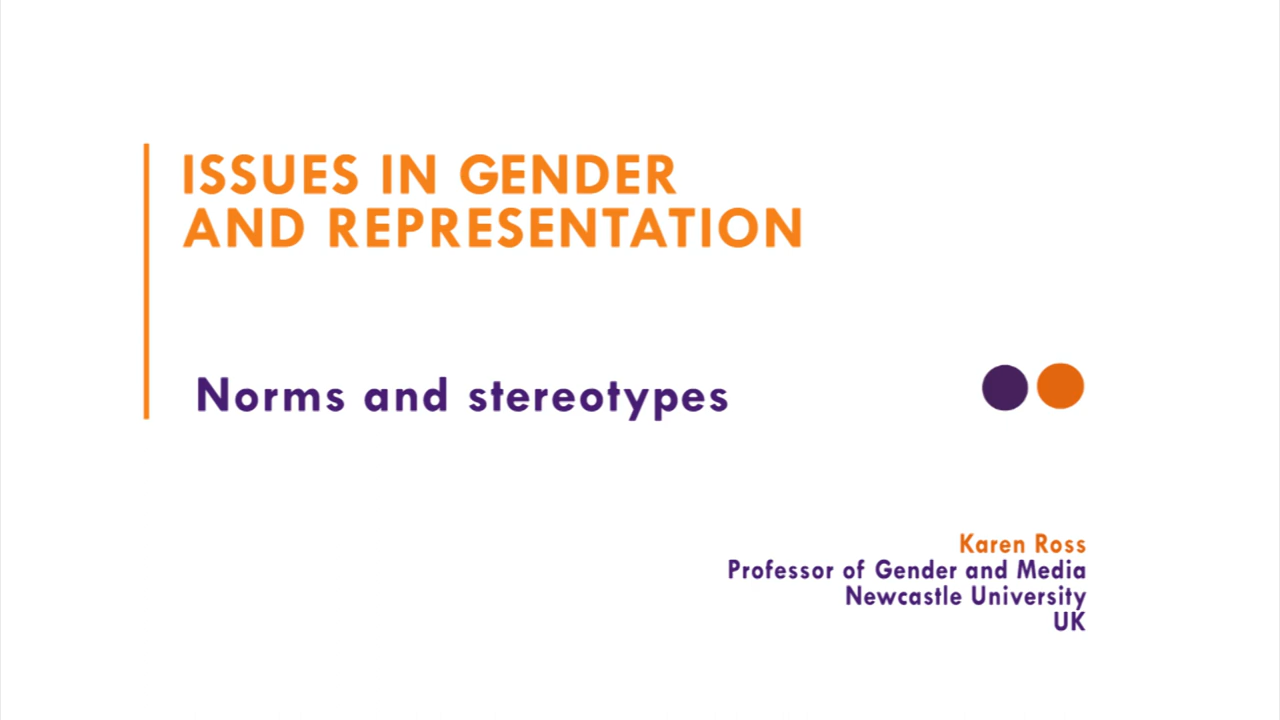 ISSUES IN GENDER
AND REPRESENTATION
Norms and stereotypes
Karen Ross
Professor of Gender and Media
Newcastle University
UK